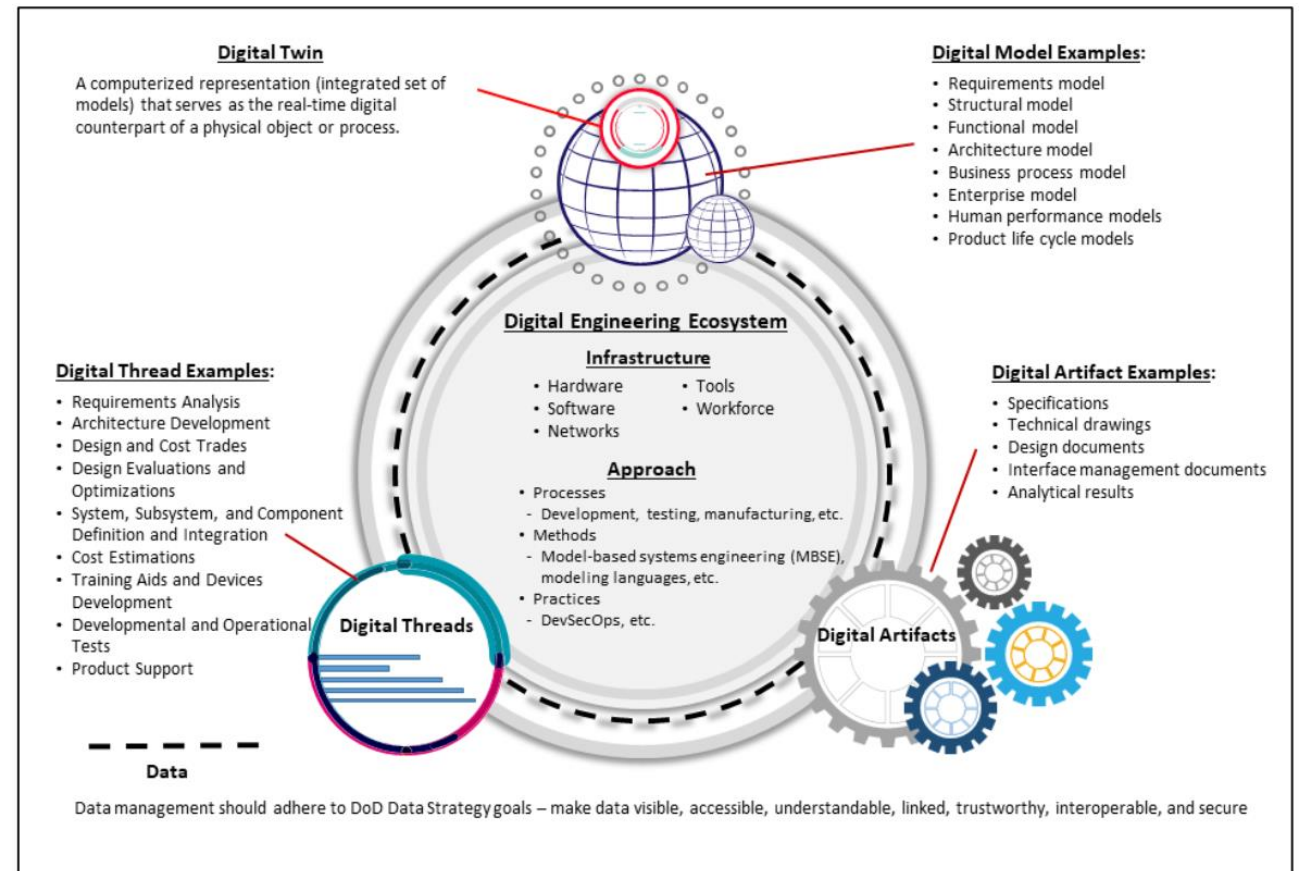 Digital Twin
A computerized representation (integrated set of
models) that serves as the real-time digital
counterpart of a physical object or process.
Digital Model Examples:
• Requirements model
• Structural model
• Functional model
• Architecture model
• Business process model
• Enterprise model
• Human performance models
• Product life cycle models
Digital Engineering Ecosystem
Infrastructure
• Hardware
• Software
• Networks
• Tools
• Workforce
Approach
• Processes
- Development, testing, manufacturing, etc.
• Methods
- Model-based systems engineering (MBSE),
modeling languages, etc.
• Practices
- DevSecOps, etc.
Digital Thread Examples:
• Requirements Analysis
• Architecture Development
• Design and Cost Trades
• Design Evaluations and
Optimizations
• System, Subsystem, and Component
Definition and Integration
• Cost Estimations
• Training Aids and Devices
Development
• Developmental and Operational
Tests
• Product Support
Digital Artifact Examples:
• Specifications
• Technical drawings
• Design documents
• Interface management documents
• Analytical results
Digital Threads
Digital Artifacts
Data
Data management should adhere to DoD Data Strategy goals – make data visible, accessible, understandable, linked, trustworthy, interoperable, and secure